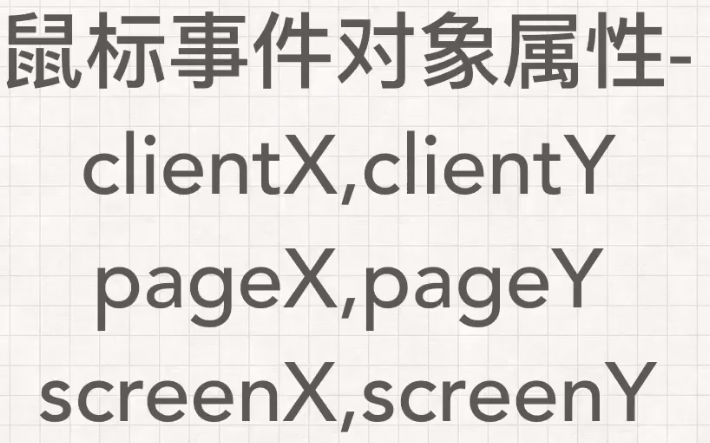 鼠标事件对象属性-
clientX,clientY
pageX,pageY
screenX,screenY